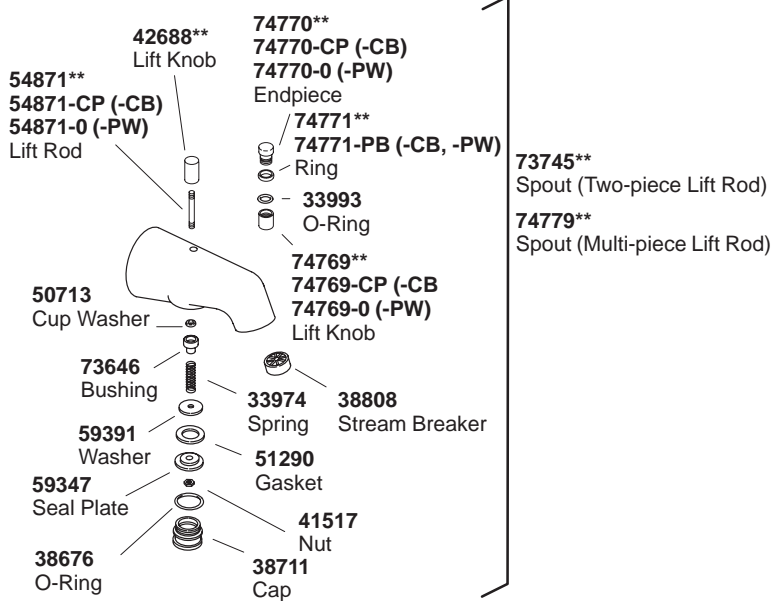 42688**
Lift Knob
54871**
54871-CP (-CB)
54871-0 (-PW)
Lift Rod
74770**
74770-CP (-CB)
74770-0 (-PW)
Endpiece
74771**
74771-PB (-CB, -PW)
Ring
33993
O-Ring
74769**
74769-CP (-CB
74769-0 (-PW)
Lift Knob
73745**
Spout (Two-piece Lift Rod)
74779**
Spout (Multi-piece Lift Rod)
50713
Cup Washer
73646
Bushing
33974
Spring
38808
Stream Breaker
59391
Washer
51290
Gasket
59347
Seal Plate
41517
Nut
38676
O-Ring
38711
Cap